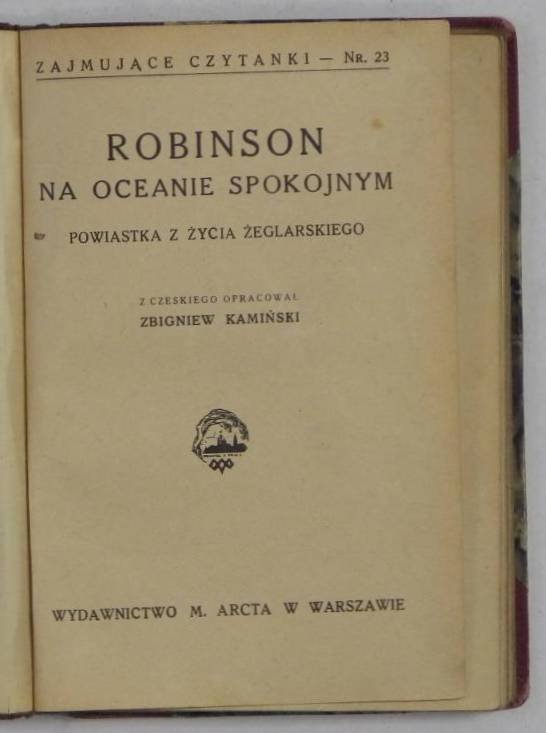 ZAJMUJĄCE CZYTANKI — NR. 23
ROBINSON
NA OCEANIE SPOKOJNYM
POWIASTKA Z ŻYCIA ŻEGLARSKIEGO
Z CZESKIEGO OPRACOWAŁ
ZBIGNIEW KAMIŃSKI
WYDAWNICTWO M. ARCTA W WARSZAWIE